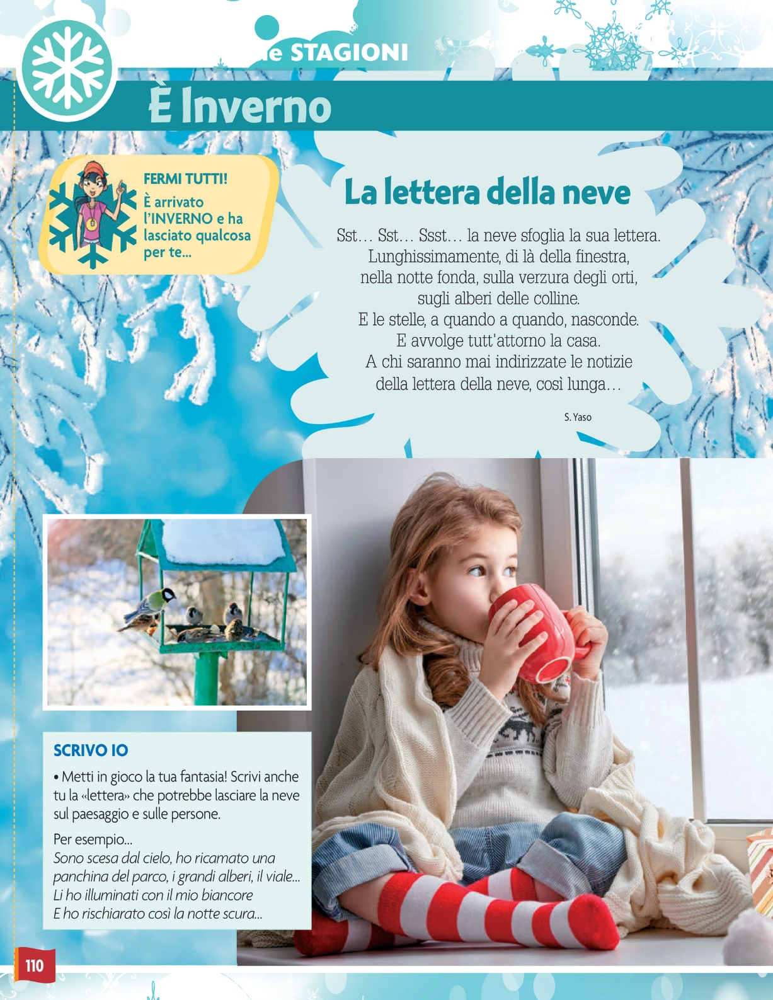 le STAGIONI
È Inverno
FERMI TUTTI!
È arrivato
l'INVERNO e ha
lasciato qualcosa
per te...
La lettera della neve
Sst... Sst... Ssst... la neve sfoglia la sua lettera.
Lunghissimamente, di là della finestra,
nella notte fonda, sulla verzura degli orti,
sugli alberi delle colline.
E le stelle, a quando a quando, nasconde.
E avvolge tutt'attorno la casa.
A chi saranno mai indirizzate le notizie
della lettera della neve, così lunga...
S. Yaso
SCRIVO IO
• Metti in gioco la tua fantasia! Scrivi anche
tu la «lettera» che potrebbe lasciare la neve
sul paesaggio e sulle persone.
Per esempio...
Sono scesa dal cielo, ho ricamato una
panchina del parco, i grandi alberi, il viale...
Li ho illuminati con il mio biancore
E ho rischiarato così la notte scura...
110